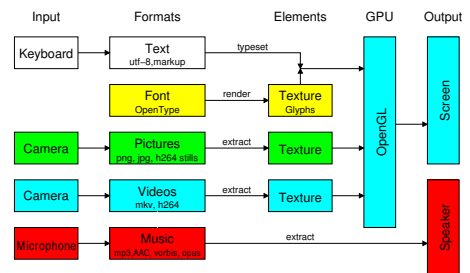 Input
Formats
Elements
GPU
Output
Keyboard
Text
utf-8,markup
typeset
Font
OpenType
render
Texture
Glyphs
Camera
Pictures
png, jpg, h264 stills
extract
Texture
Camera
Videos
mkv, h264
extract
Texture
OpenGL
Screen
Microphone
Music
mp3,AAC, vorbis, opus
extract
Speaker